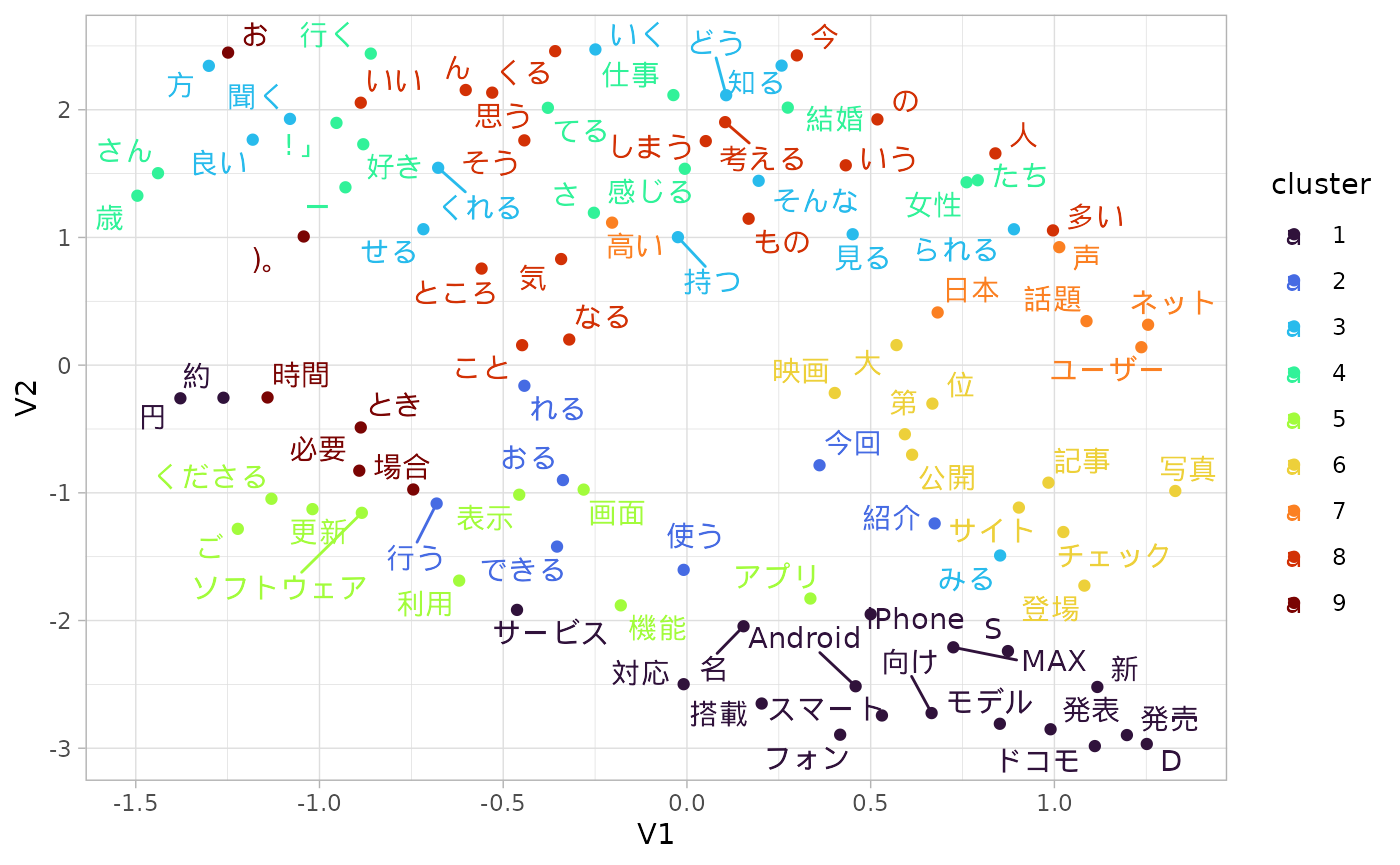 お
行く
いく
どう
今
方
聞く
いい
ん
くる
仕事
知る
の
思う
てる
結婚
さん
良い
!」
好き
そう
しまう
考える
いう
人
歳
ー
くれる
さ
感じる
そんな
女性
たち
)。
せる
高い
もの
見る
られる
多い
声
ところ
気
持つ
なる
日本
話題
ネット
こと
映画
大
ユーザー
円
約
時間
れる
第
位
とき
必要
場合
おる
今回
公開
記事
写真
くださる
ご
更新
ソフトウェア
行う
表示
画面
使う
紹介
サイト
チェック
できる
利用
機能
アプリ
みる
登場
サービス
対応
名
Android
iPhone
S
MAX
向け
新
搭載
スマート
モデル
発表
発売
フォン
ドコモ
D
2
1
0
-1
-2
-3
-1.5
-1.0
-0.5
0.0
0.5
1.0
V1
V2
cluster
1
2
3
4
5
6
7
8
9